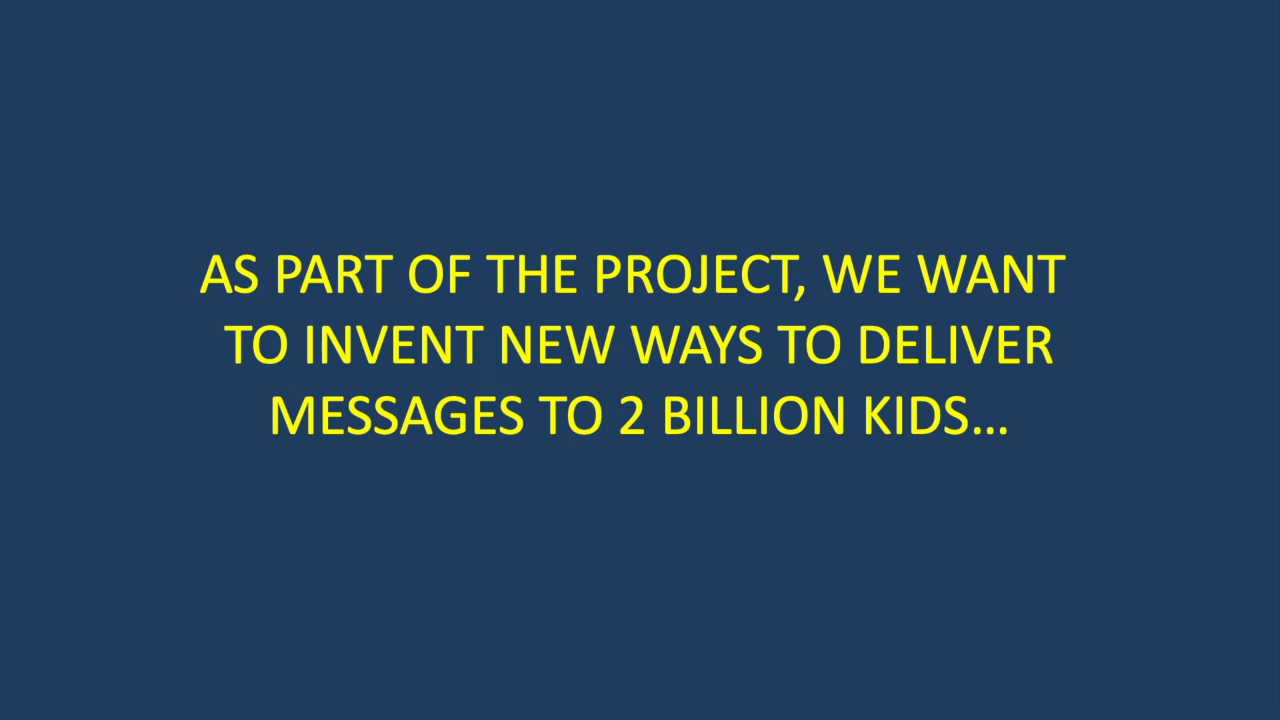 AS PART OF THE PROJECT, WE WANT
TO INVENT NEW WAYS TO DELIVER
MESSAGES TO 2 BILLION KIDS…